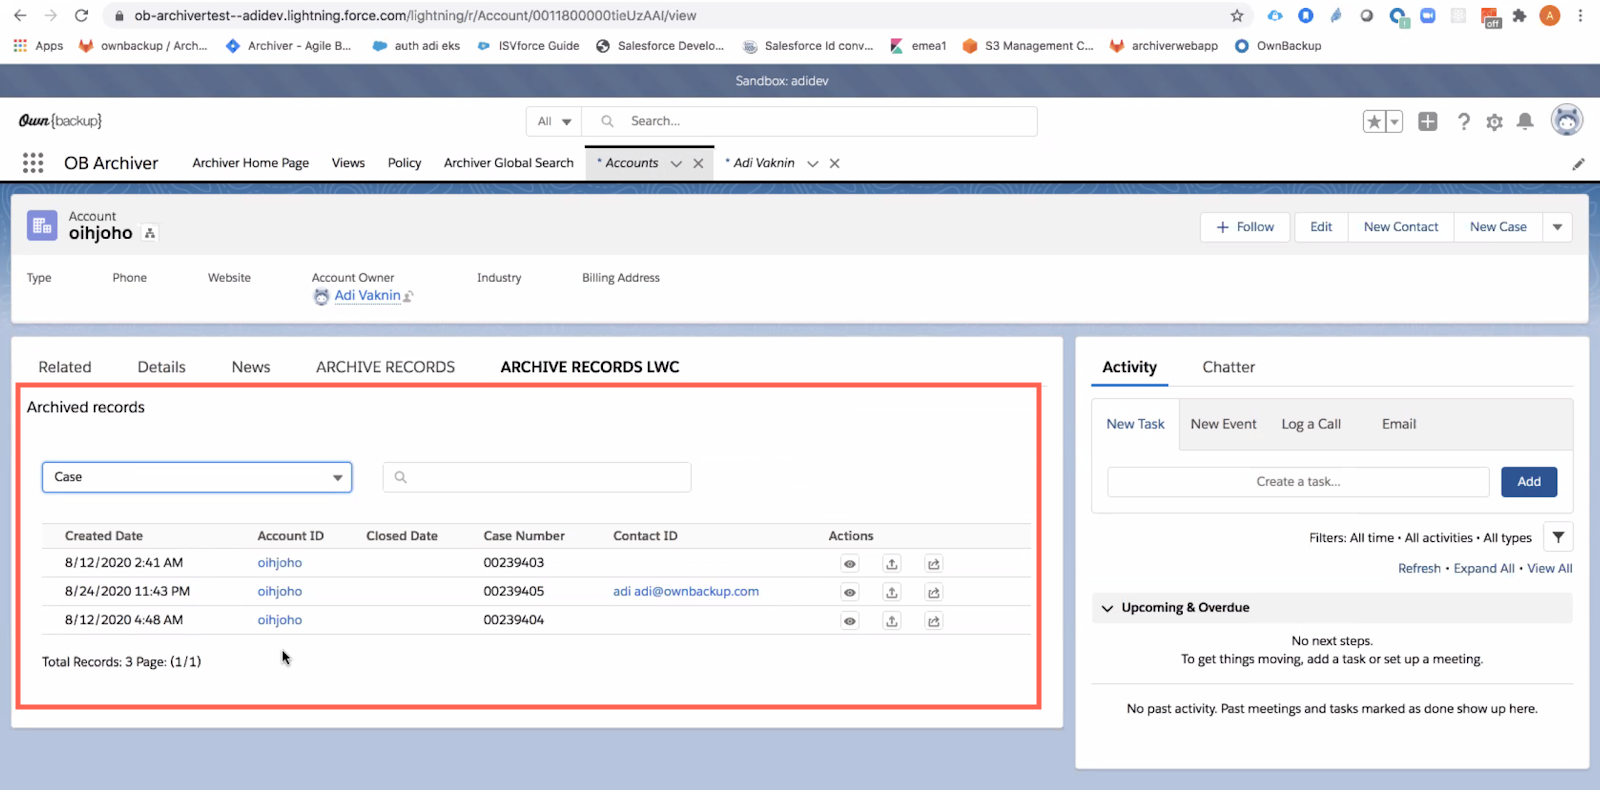 ob-archivertest--adidev.lightning.force.com/lightning/r/Account/0011800000tieUzAAI/view
A
off
Apps ownbackup / Arch... Archiver - Agile B... auth adi eks ISVforce Guide Salesforce Develo... Salesforce Id conv... emea1 S3 Management C... archiverwebapp OwnBackup
Sandbox: adidev
Own{backup}
All Search...
OB Archiver Archiver Home Page Views Policy Archiver Global Search * Accounts * Adi Vaknin
Account
oihjoho
Follow Edit New Contact New Case
Type Phone Website Account Owner Industry Billing Address
Adi Vaknin
Related Details News ARCHIVE RECORDS ARCHIVE RECORDS LWC
Archived records
Case
Created Date Account ID Closed Date Case Number Contact ID Actions
8/12/2020 2:41 AM oihjoho 00239403
8/24/2020 11:43 PM oihjoho 00239405 adi adi@ownbackup.com
8/12/2020 4:48 AM oihjoho 00239404
Total Records: 3 Page: (1/1)
Activity Chatter
New Task New Event Log a Call Email
Create a task... Add
Filters: All time • All activities • All types
Refresh • Expand All • View All
Upcoming & Overdue
No next steps.
To get things moving, add a task or set up a meeting.
No past activity. Past meetings and tasks marked as done show up here.